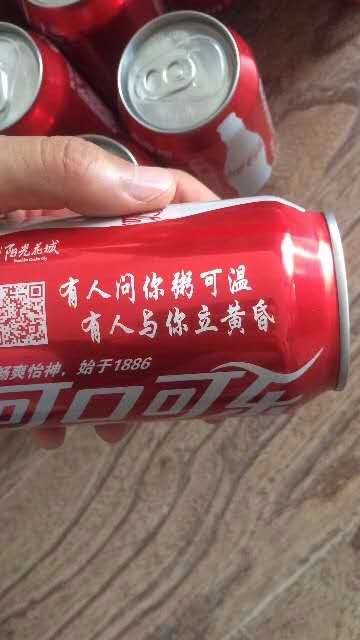 阳光花城
有人问你粥可温
有人与你立黄昏
畅爽怡神，始于1886
可口可乐